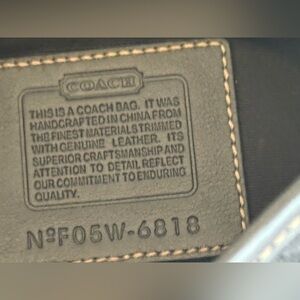 COACH
THIS IS A COACH BAG. IT WAS
HANDCRAFTED IN CHINA FROM
THE FINEST MATERIALS TRIMMED
WITH GENUINE LEATHER. ITS
SUPERIOR CRAFTSMANSHIP AND
ATTENTION TO DETAIL REFLECT
OUR COMMITMENT TO ENDURING
QUALITY.
NºF05W-6818